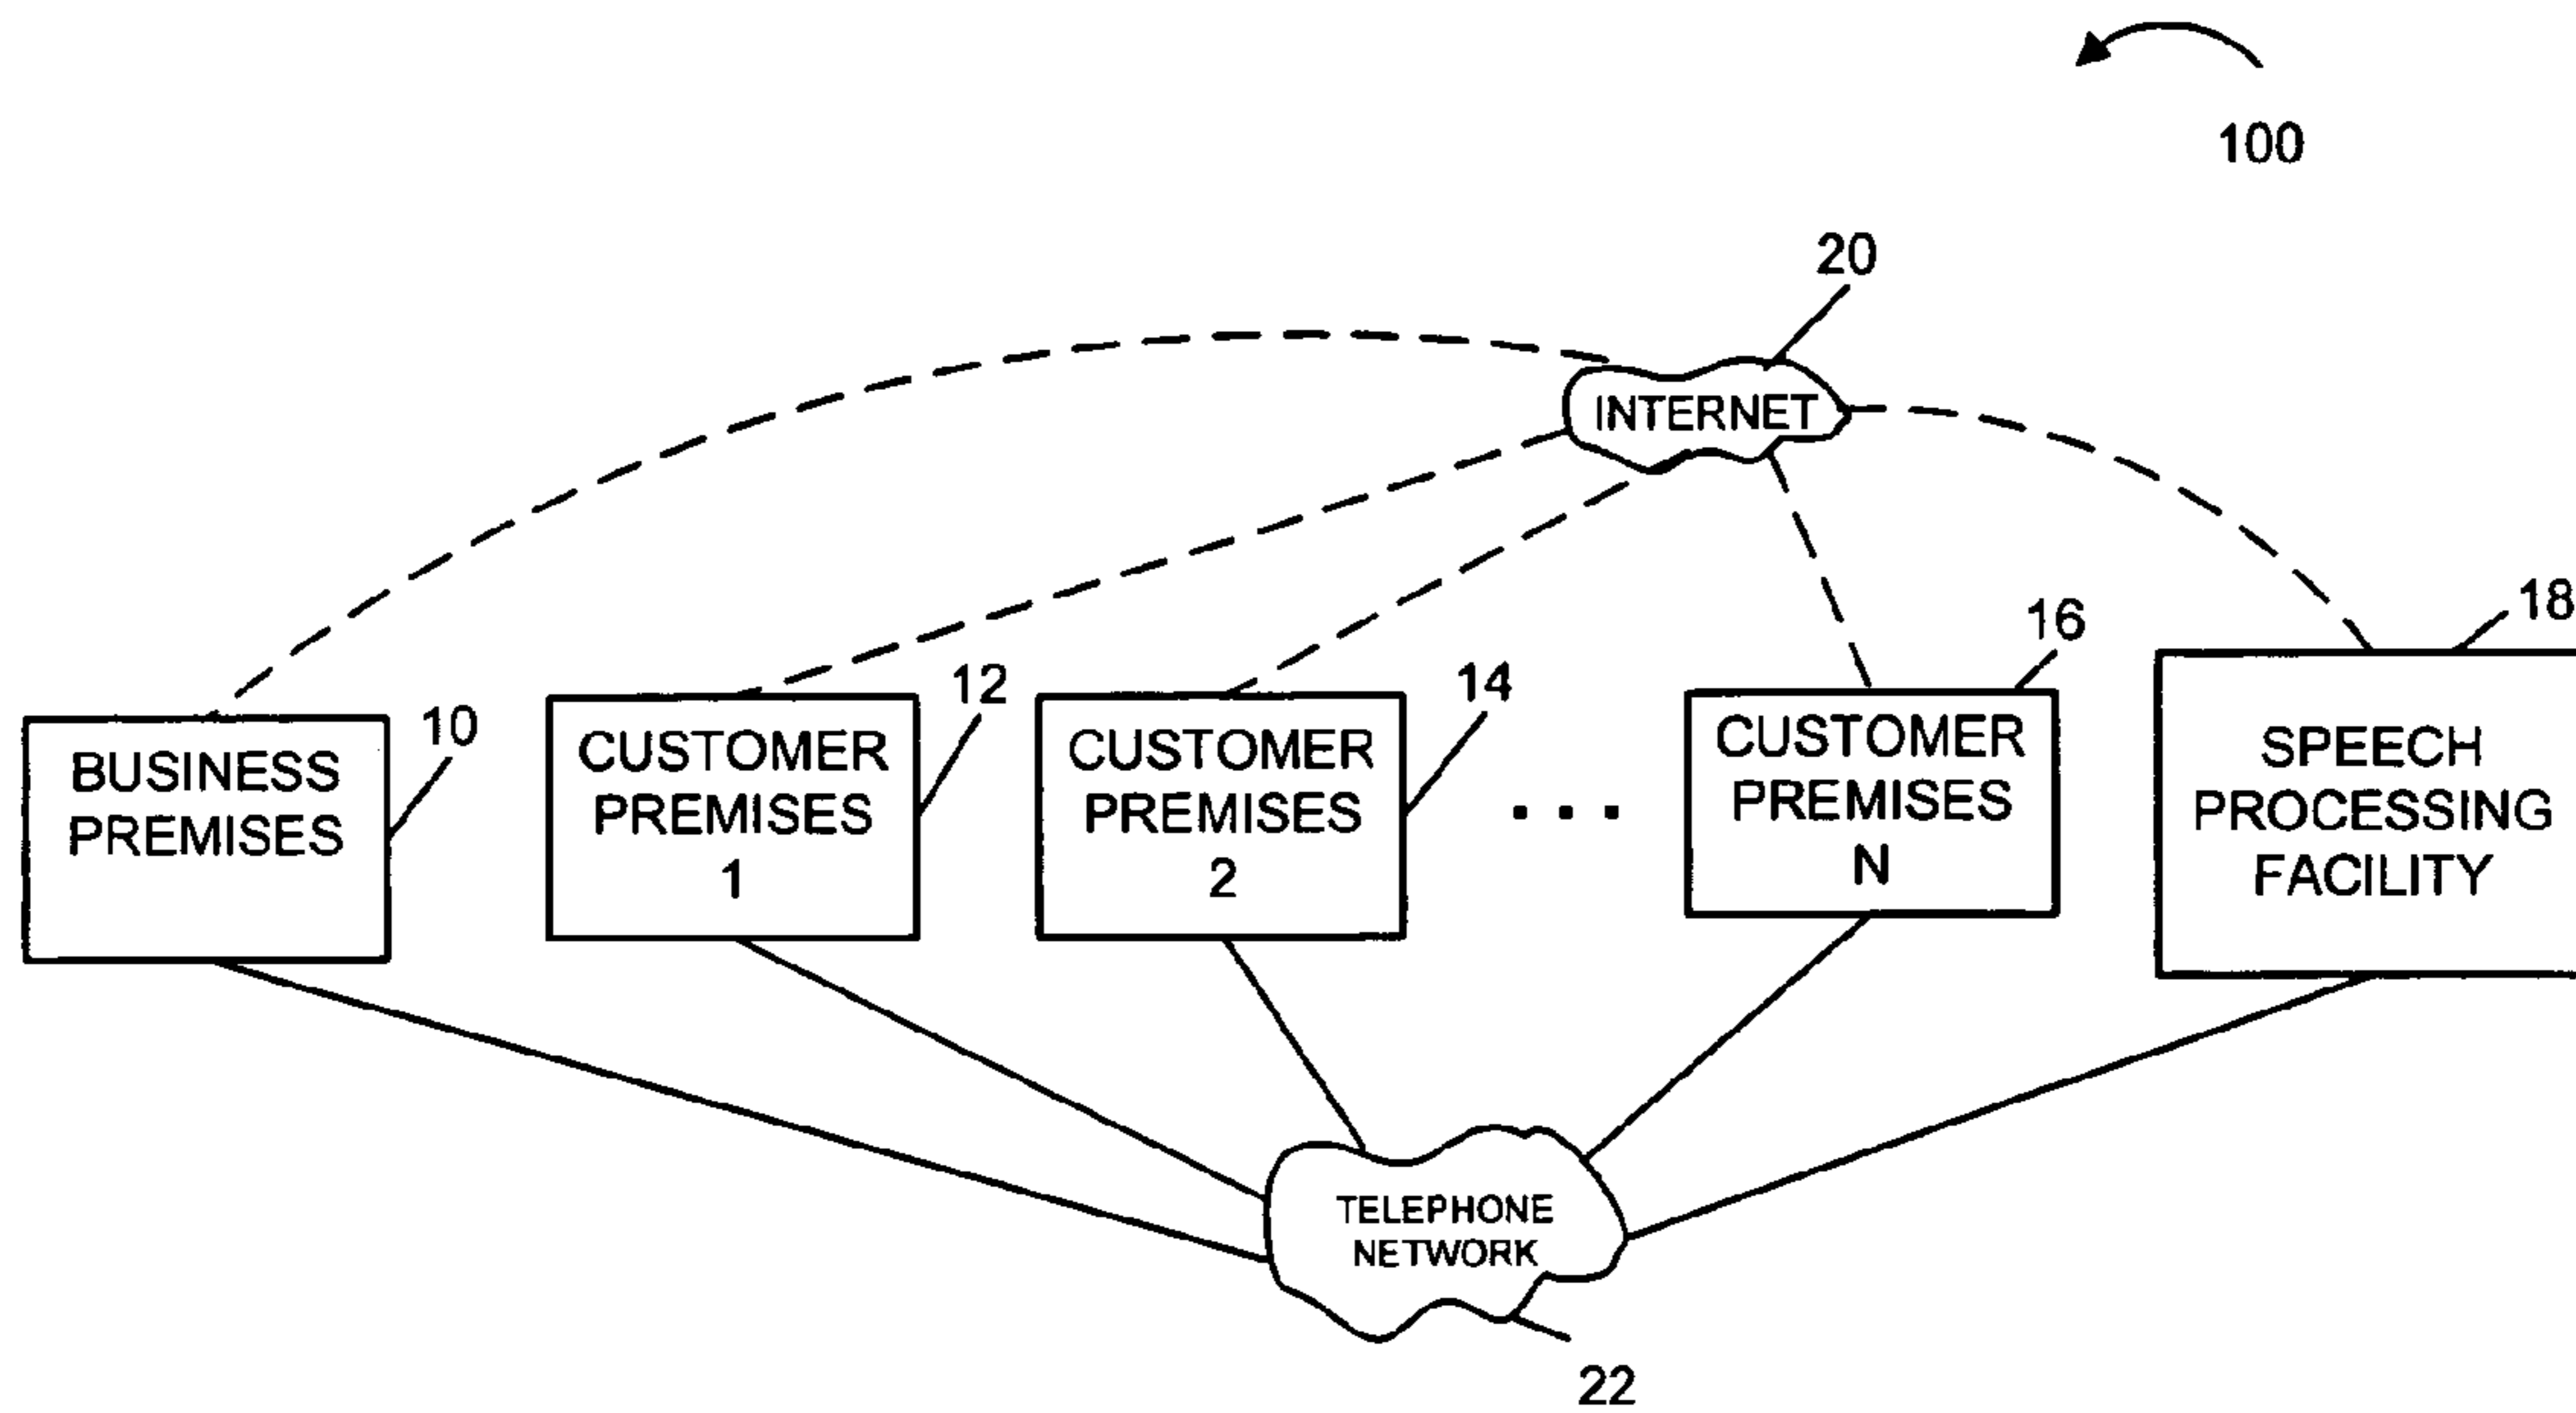 100
20
INTERNET
18
16
12
14
10
BUSINESS
PREMISES
CUSTOMER
PREMISES
1
CUSTOMER
PREMISES
2
...
CUSTOMER
PREMISES
N
SPEECH
PROCESSING
FACILITY
TELEPHONE
NETWORK
22